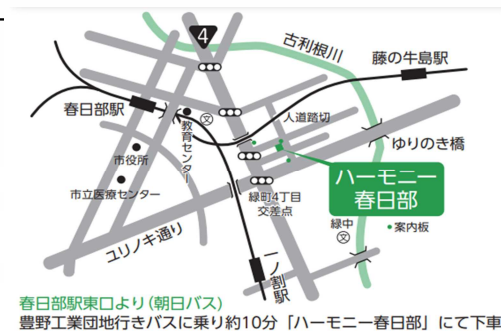 4
古利根川
藤の牛島駅
春日部駅
文
教育センター
人道踏切
ゆりのき橋
市役所
ハーモニー
春日部
市立医療センター
緑町4丁目
交差点
緑中
文
案内板
ユリノキ通り
一ノ割駅
春日部駅東口より(朝日バス)
豊野工業団地行きバスに乗り約10分「ハーモニー春日部」にて下車